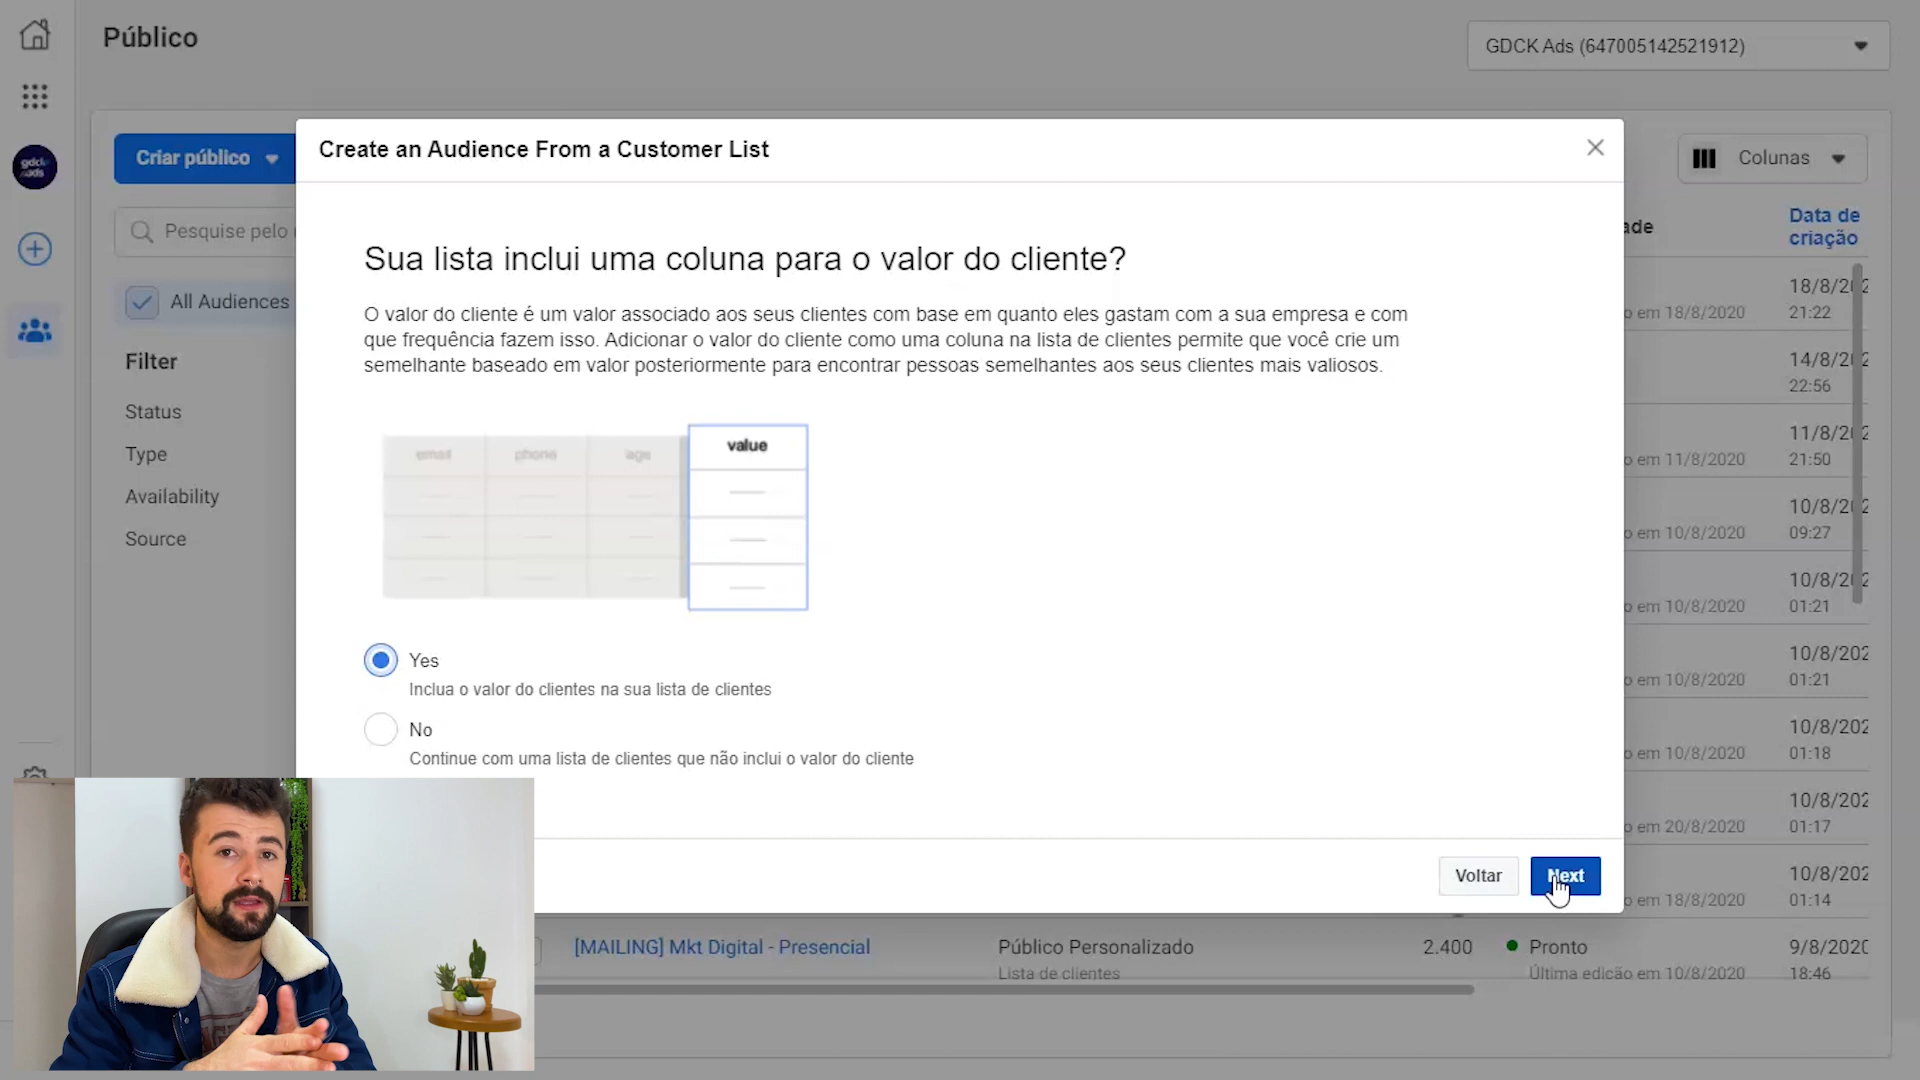 Público
GDCK Ads (647005142521912)
Criar público
Colunas
Pesquise pelo
All Audiences
Filter
Status
Type
Availability
Source
Create an Audience From a Customer List
Sua lista inclui uma coluna para o valor do cliente?
O valor do cliente é um valor associado aos seus clientes com base em quanto eles gastam com a sua empresa e com
que frequência fazem isso. Adicionar o valor do cliente como uma coluna na lista de clientes permite que você crie um
semelhante baseado em valor posteriormente para encontrar pessoas semelhantes aos seus clientes mais valiosos.
email phone age value
Yes
Inclua o valor do clientes na sua lista de clientes
No
Continue com uma lista de clientes que não inclui o valor do cliente
Voltar
Next
ade
Data de
criação
18/8/202
o em 18/8/2020 21:22
14/8/202
22:56
11/8/202
o em 11/8/2020 21:50
10/8/202
o em 10/8/2020 09:27
10/8/202
o em 10/8/2020 01:21
10/8/202
o em 10/8/2020 01:21
10/8/202
o em 10/8/2020 01:18
10/8/202
o em 20/8/2020 01:17
10/8/202
o em 18/8/2020 01:14
[MAILING] Mkt Digital - Presencial Público Personalizado 2.400 Pronto 9/8/2020
Lista de clientes Última edição em 10/8/2020 18:46
gdck
ads